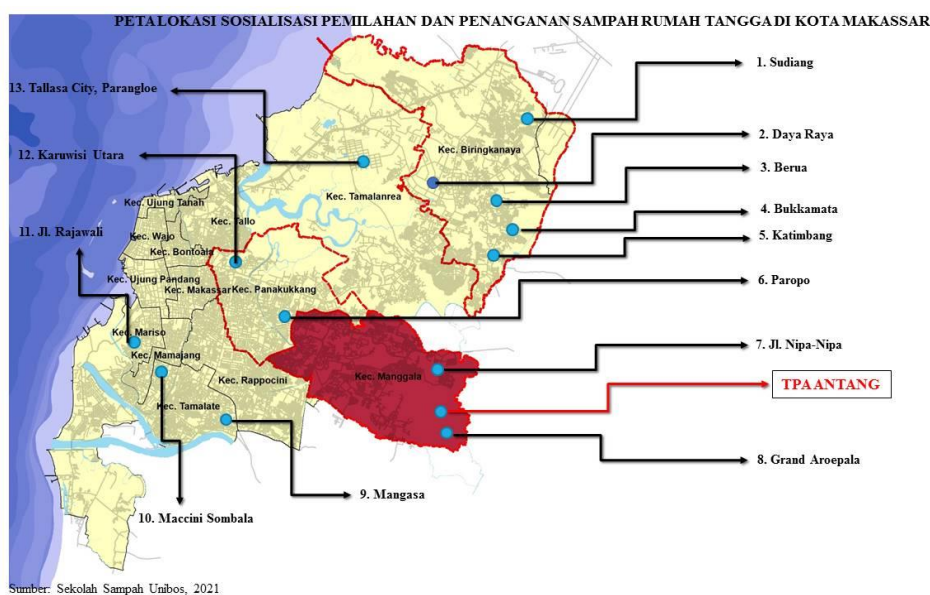 PETA LOKASI SOSIALISASI PEMILAHAN DAN PENANGANAN SAMPAH RUMAH TANGGA DI KOTA MAKASSAR
1. Sudiang
13. Tallasa City, Parangloe
2. Daya Raya
Kec. Biringkanaya
12. Karuwisi Utara
3. Berua
Kec. Tamalanrea
Kec. Ujung Tanah
4. Bukkamata
Kec. Tallo
11. Jl. Rajawali
Kec. Wajo
5. Katimbang
Kec. Bontoala
Kec. Ujung Pandang
6. Paropo
Kec. Makassar
Kec. Panakukkang
Kec. Mariso
7. Jl. Nipa-Nipa
Kec. Mamajang
Kec. Manggala
Kec. Rappocini
TPA ANTANG
Kec. Tamalate
8. Grand Aroepala
9. Mangasa
10. Maccini Sombala
Sumber: Sekolah Sampah Unibos, 2021